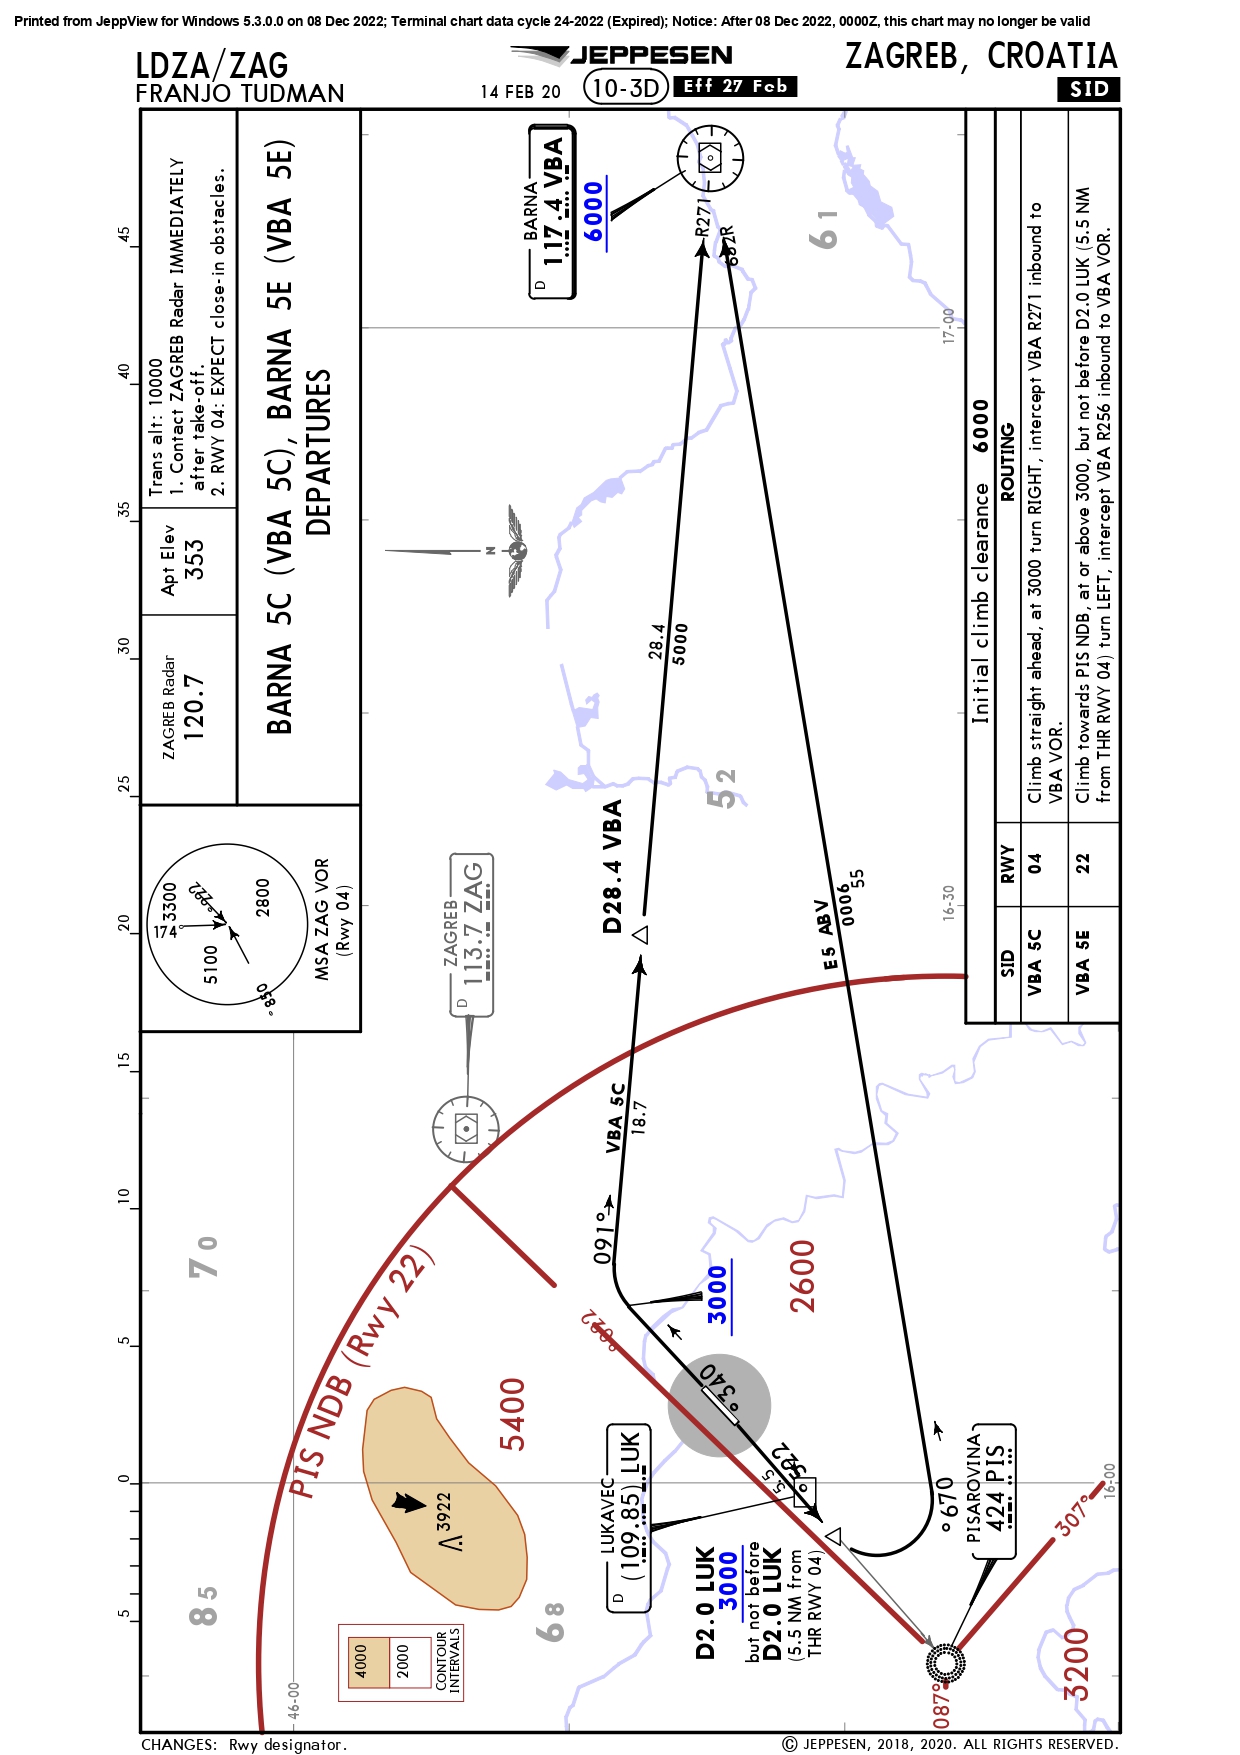 Printed from JeppView for Windows 5.3.0.0 on 08 Dec 2022; Terminal chart data cycle 24-2022 (Expired); Notice: After 08 Dec 2022, 0000Z, this chart may no longer be valid
LDZA/ZAG
FRANJO TUDMAN
JEPPESEN
14 FEB 20
10-3D
Eff 27 Feb
ZAGREB, CROATIA
SID
ZAGREB Radar
120.7
Apt Elev
353
Trans alt: 10000
1. Contact ZAGREB Radar IMMEDIATELY
after take-off.
2. RWY 04: EXPECT close-in obstacles.
BARNA 5C (VBA 5C), BARNA 5E (VBA 5E)
DEPARTURES
3300
174°
222°
2800
5100
058°
MSA ZAG VOR
(Rwy 04)
5
0
5
10
15
20
25
30
35
40
45
BARNA
D
117.4 VBA
6000
R271
R256
61
17-00
N
28.4
5000
52
D28.4 VBA
ZAGREB
D
113.7 ZAG
VBA 5E
9000
55
16-30
VBA 5C
18.7
091°
70
PIS NDB (Rwy 22)
222°
3000
2600
5400
043°
3922
LUKAVEC
D
(109.85) LUK
223°
5.5
D2.0 LUK
3000
but not before
D2.0 LUK
(5.5 NM from
THR RWY 04)
079°
PISAROVINA
424 PIS
307°
16-00
087°
3200
85
68
4000
2000
CONTOUR
INTERVALS
46-00
Initial climb clearance 6000
SID
RWY
ROUTING
VBA 5C
04
Climb straight ahead, at 3000 turn RIGHT, intercept VBA R271 inbound to
VBA VOR.
VBA 5E
22
Climb towards PIS NDB, at or above 3000, but not before D2.0 LUK (5.5 NM
from THR RWY 04) turn LEFT, intercept VBA R256 inbound to VBA VOR.
CHANGES: Rwy designator.
© JEPPESEN, 2018, 2020. ALL RIGHTS RESERVED.